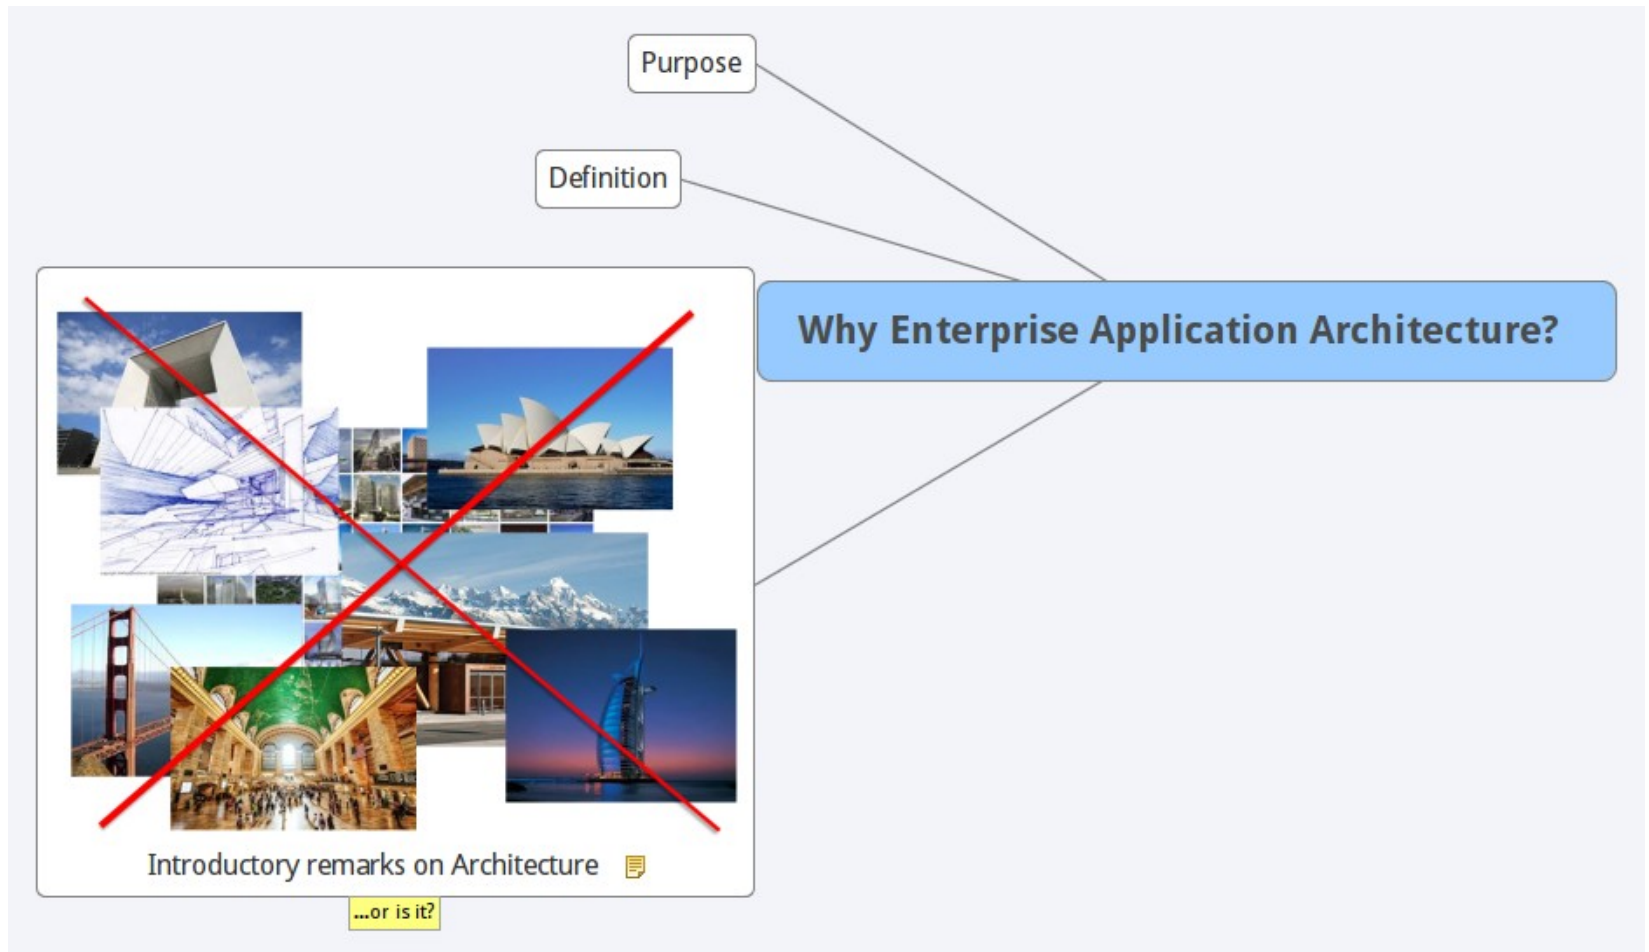 Purpose
Definition
Why Enterprise Application Architecture?
Introductory remarks on Architecture
...or is it?